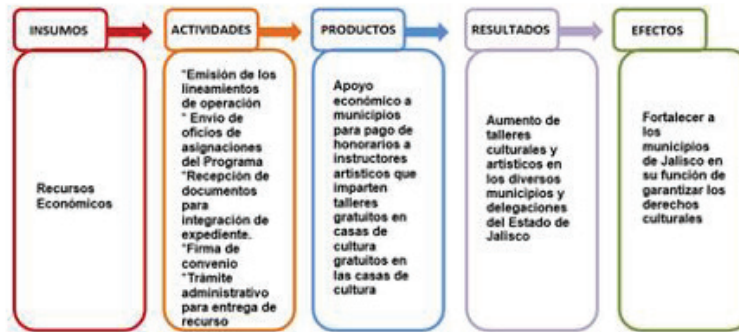 INSUMOS
ACTIVIDADES
PRODUCTOS
RESULTADOS
EFECTOS
Recursos
Económicos
*Emisión de los
lineamientos
de operación
* Envío de
oficios de
asignaciones
del Programa
*Recepción de
documentos
para
integración de
expediente.
*Firma de
convenio
*Trámite
administrativo
para entrega de
recurso
Apoyo
económico a
municipios
para pago de
honorarios a
instructores
artísticos que
imparten
talleres
gratuitos en
casas de
cultura
gratuitos en
las casas de
cultura
Aumento de
talleres
culturales y
artísticos en
los diversos
municipios y
delegaciones
del Estado de
Jalisco
Fortalecer a
los
municipios
de Jalisco en
su función de
garantizar los
derechos
culturales